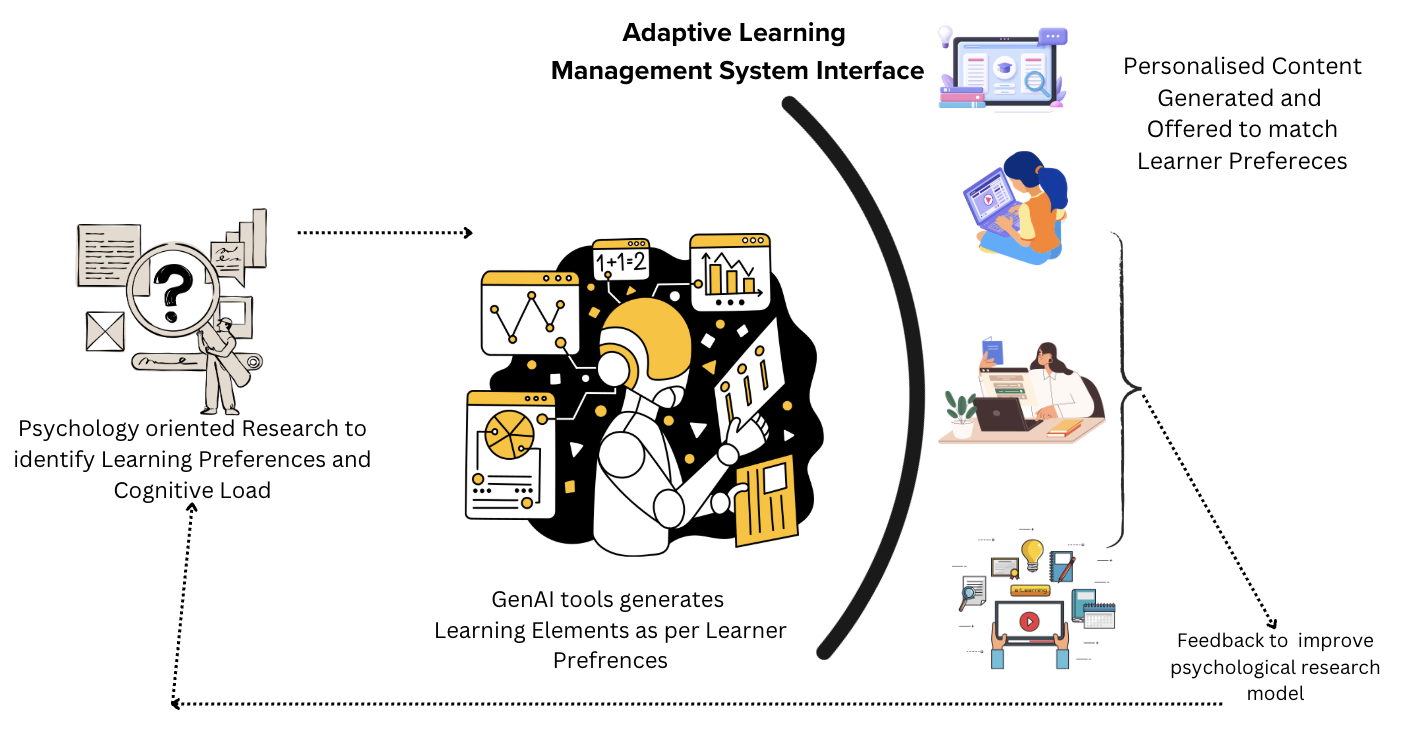 Adaptive Learning
Management System Interface
Personalised Content
Generated and
Offered to match
Learner Prefereces
1+1=2
Psychology oriented Research to
identify Learning Preferences and
Cognitive Load
e-Learning
GenAI tools generates
Learning Elements as per Learner
Prefrences
Feedback to improve
psychological research
model